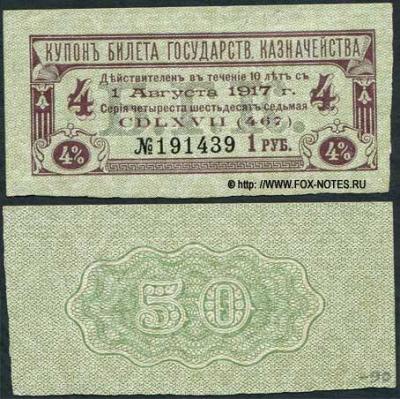 КУПОНЪ БИЛЕТА ГОСУДАРСТВ. КАЗНАЧЕЙСТВА
4 Дѣйствителенъ въ теченіе 10 лѣтъ съ 4
1 Августа 1917 г.
Серія четыреста шестьдесятъ седьмая
CDLXVII (467)
4% №191439 1 РУБ. 4%
© http://
WWW.FOX-NOTES.RU
50